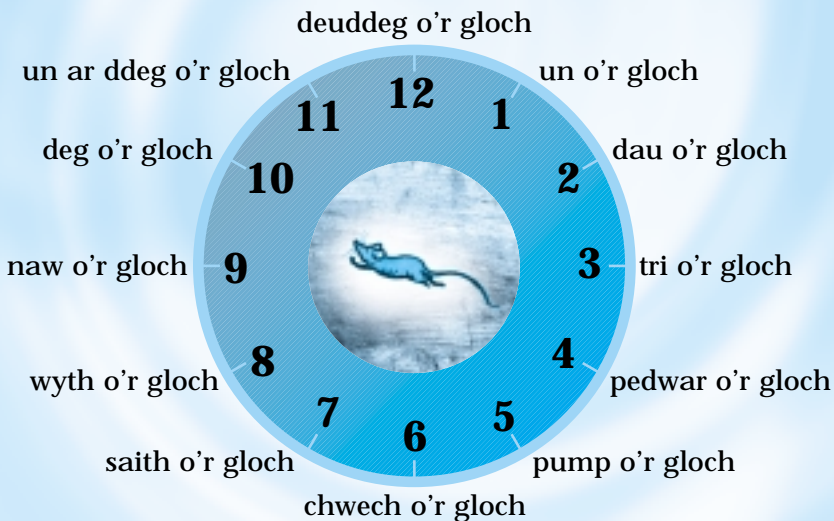 deuddeg o’r gloch
un ar ddeg o’r gloch
un o’r gloch
deg o’r gloch
dau o’r gloch
naw o’r gloch
tri o’r gloch
wyth o’r gloch
pedwar o’r gloch
saith o’r gloch
pump o’r gloch
chwech o’r gloch
12
1
2
3
4
5
6
7
8
9
10
11